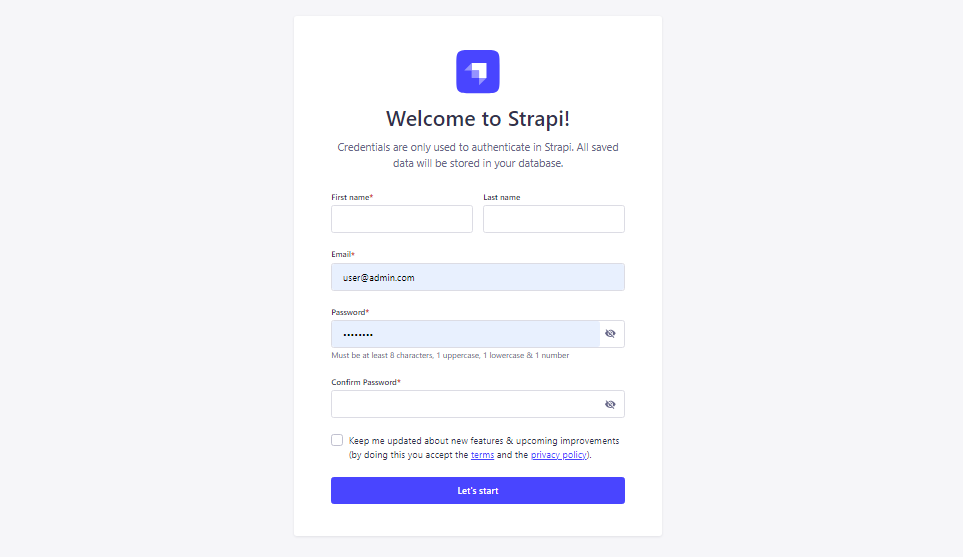 Welcome to Strapi!
Credentials are only used to authenticate in Strapi. All saved
data will be stored in your database.
First name*
Last name
Email*
user@admin.com
Password*
••••••••
Must be at least 8 characters, 1 uppercase, 1 lowercase & 1 number
Confirm Password*
Keep me updated about new features & upcoming improvements
(by doing this you accept the terms and the privacy policy).
Let's start